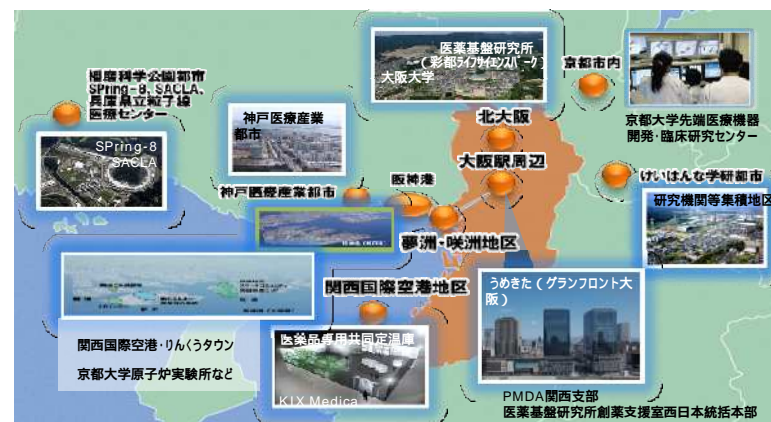 医薬基盤研究所
（彩都ライフサイエンスパーク）
大阪大学
京都市内
播磨科学公園都市
SPring-8、SACLA、
兵庫県立粒子線
医療センター
SPring-8
SACLA
神戸医療産業
都市
北大阪
大阪駅周辺
京都大学先端医療機器
開発・臨床研究センター
神戸医療産業都市
阪神港
けいはんな学研都市
研究機関等集積地区
夢洲・咲洲地区
関西国際空港地区
うめきた（グランフロント大
阪）
関西国際空港・りんくうタウン
京都大学原子炉実験所など
医薬品専用共同定温庫
KIX Medica
PMDA関西支部
医薬基盤研究所創薬支援室西日本統括本部